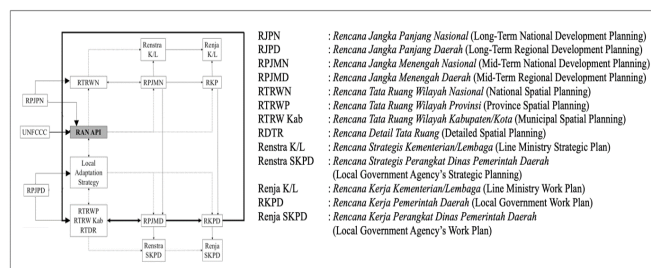 Renstra
K/L
Renja
K/L
RTRWN
RPJMN
RKP
RPJPN
UNFCCC
RAN API
Local
Adaptation
Strategy
RPJPD
RTRWP
RTRW Kab
RTDR
RPJMD
RKPD
Renstra
SKPD
Renja
SKPD
RJPN : Rencana Jangka Panjang Nasional (Long-Term National Development Planning)
RJPD : Rencana Jangka Panjang Daerah (Long-Term Regional Development Planning)
RPJMN : Rencana Jangka Menengah Nasional (Mid-Term National Development Planning)
RPJMD : Rencana Jangka Menengah Daerah (Mid-Term Regional Development Planning)
RTRWN : Rencana Tata Ruang Wilayah Nasional (National Spatial Planning)
RTRWP : Rencana Tata Ruang Wilayah Provinsi (Province Spatial Planning)
RTRW Kab : Rencana Tata Ruang Wilayah Kabupaten/Kota (Municipal Spatial Planning)
RDTR : Rencana Detail Tata Ruang (Detailed Spatial Planning)
Renstra K/L : Rencana Strategis Kementerian/Lembaga (Line Ministry Strategic Plan)
Renstra SKPD : Rencana Strategis Perangkat Dinas Pemerintah Daerah
(Local Government Agency's Strategic Planning)
Renja K/L : Rencana Kerja Kementerian/Lembaga (Line Ministry Work Plan)
RKPD : Rencana Kerja Pemerintah Daerah (Local Government Work Plan)
Renja SKPD : Rencana Kerja Perangkat Dinas Pemerintah Daerah
(Local Government Agency's Work Plan)